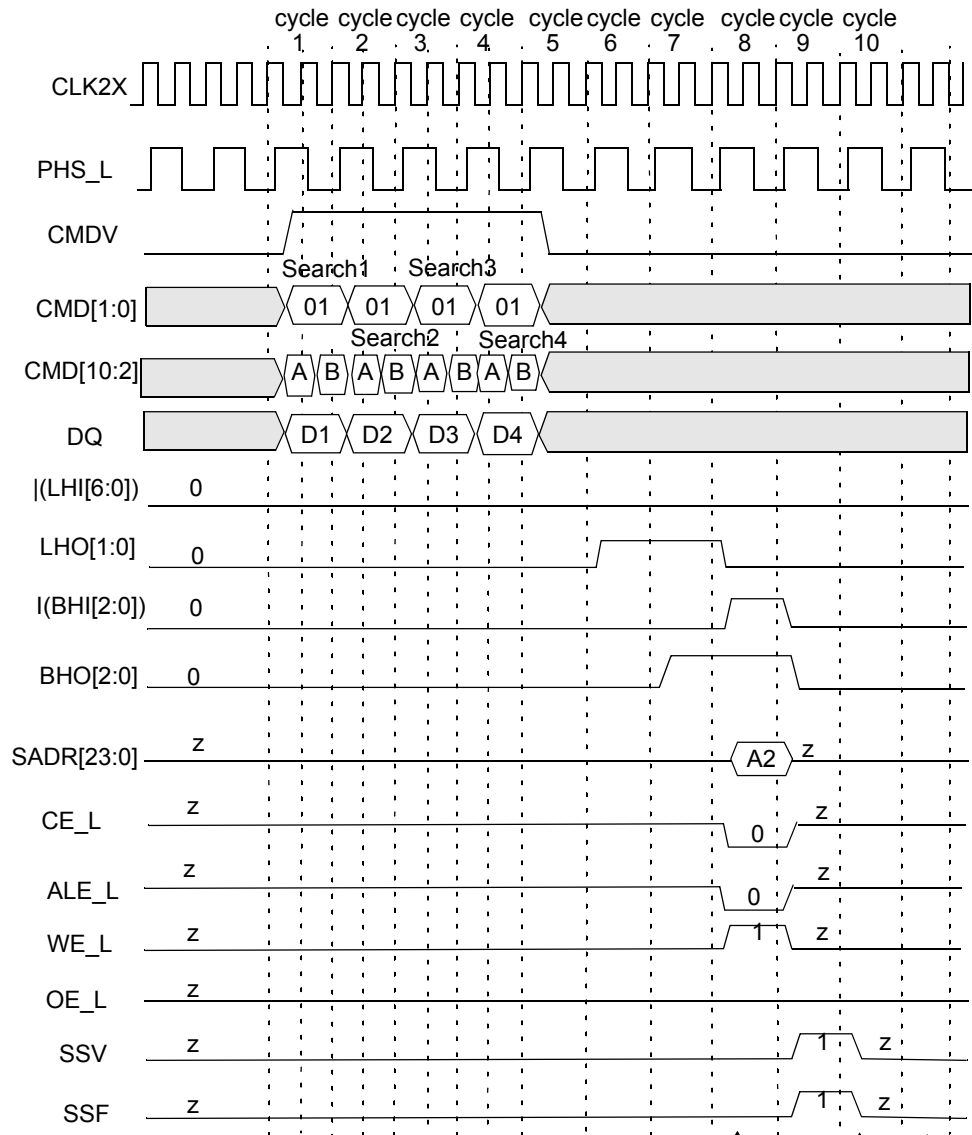 cycle cycle cycle cycle cycle cycle cycle cycle cycle cycle
1 2 3 4 5 6 7 8 9 10
CLK2X
PHS_L
CMDV
Search1 Search3
CMD[1:0] 01 01 01 01
Search2 Search4
CMD[10:2] A B A B A B A B
DQ D1 D2 D3 D4
|(LHI[6:0]) 0
LHO[1:0] 0
I(BHI[2:0]) 0
BHO[2:0] 0
SADR[23:0] z A2 z
CE_L z 0 z
ALE_L z 0 z
WE_L z 1 z
OE_L z
SSV z 1 z
SSF z 1 z